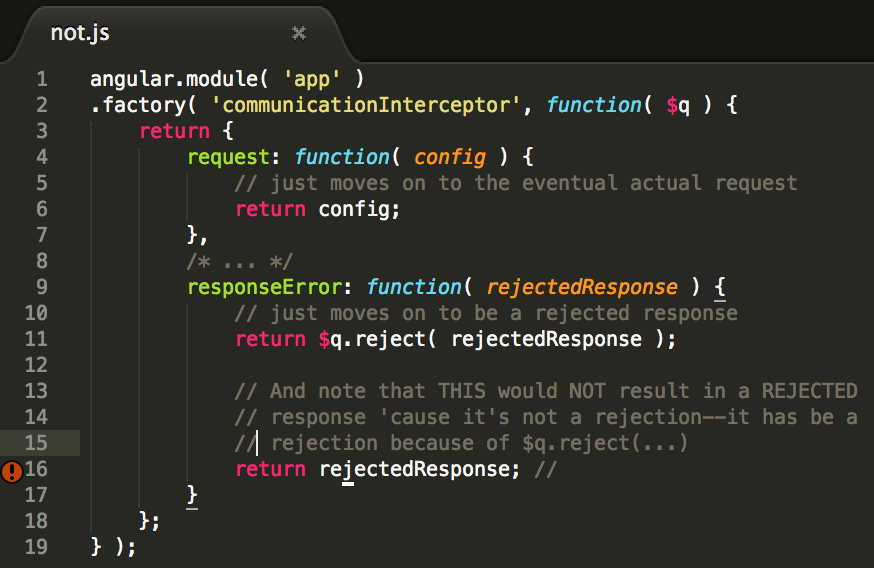 not.js ×
1 angular.module( 'app' )
2 .factory( 'communicationInterceptor', function( $q ) {
3 return {
4 request: function( config ) {
5 // just moves on to the eventual actual request
6 return config;
7 },
8 /* ... */
9 responseError: function( rejectedResponse ) {
10 // just moves on to be a rejected response
11 return $q.reject( rejectedResponse );
12
13 // And note that THIS would NOT result in a REJECTED
14 // response 'cause it's not a rejection--it has be a
15 // rejection because of $q.reject(...)
16 return rejectedResponse; //
17 }
18 };
19 } );